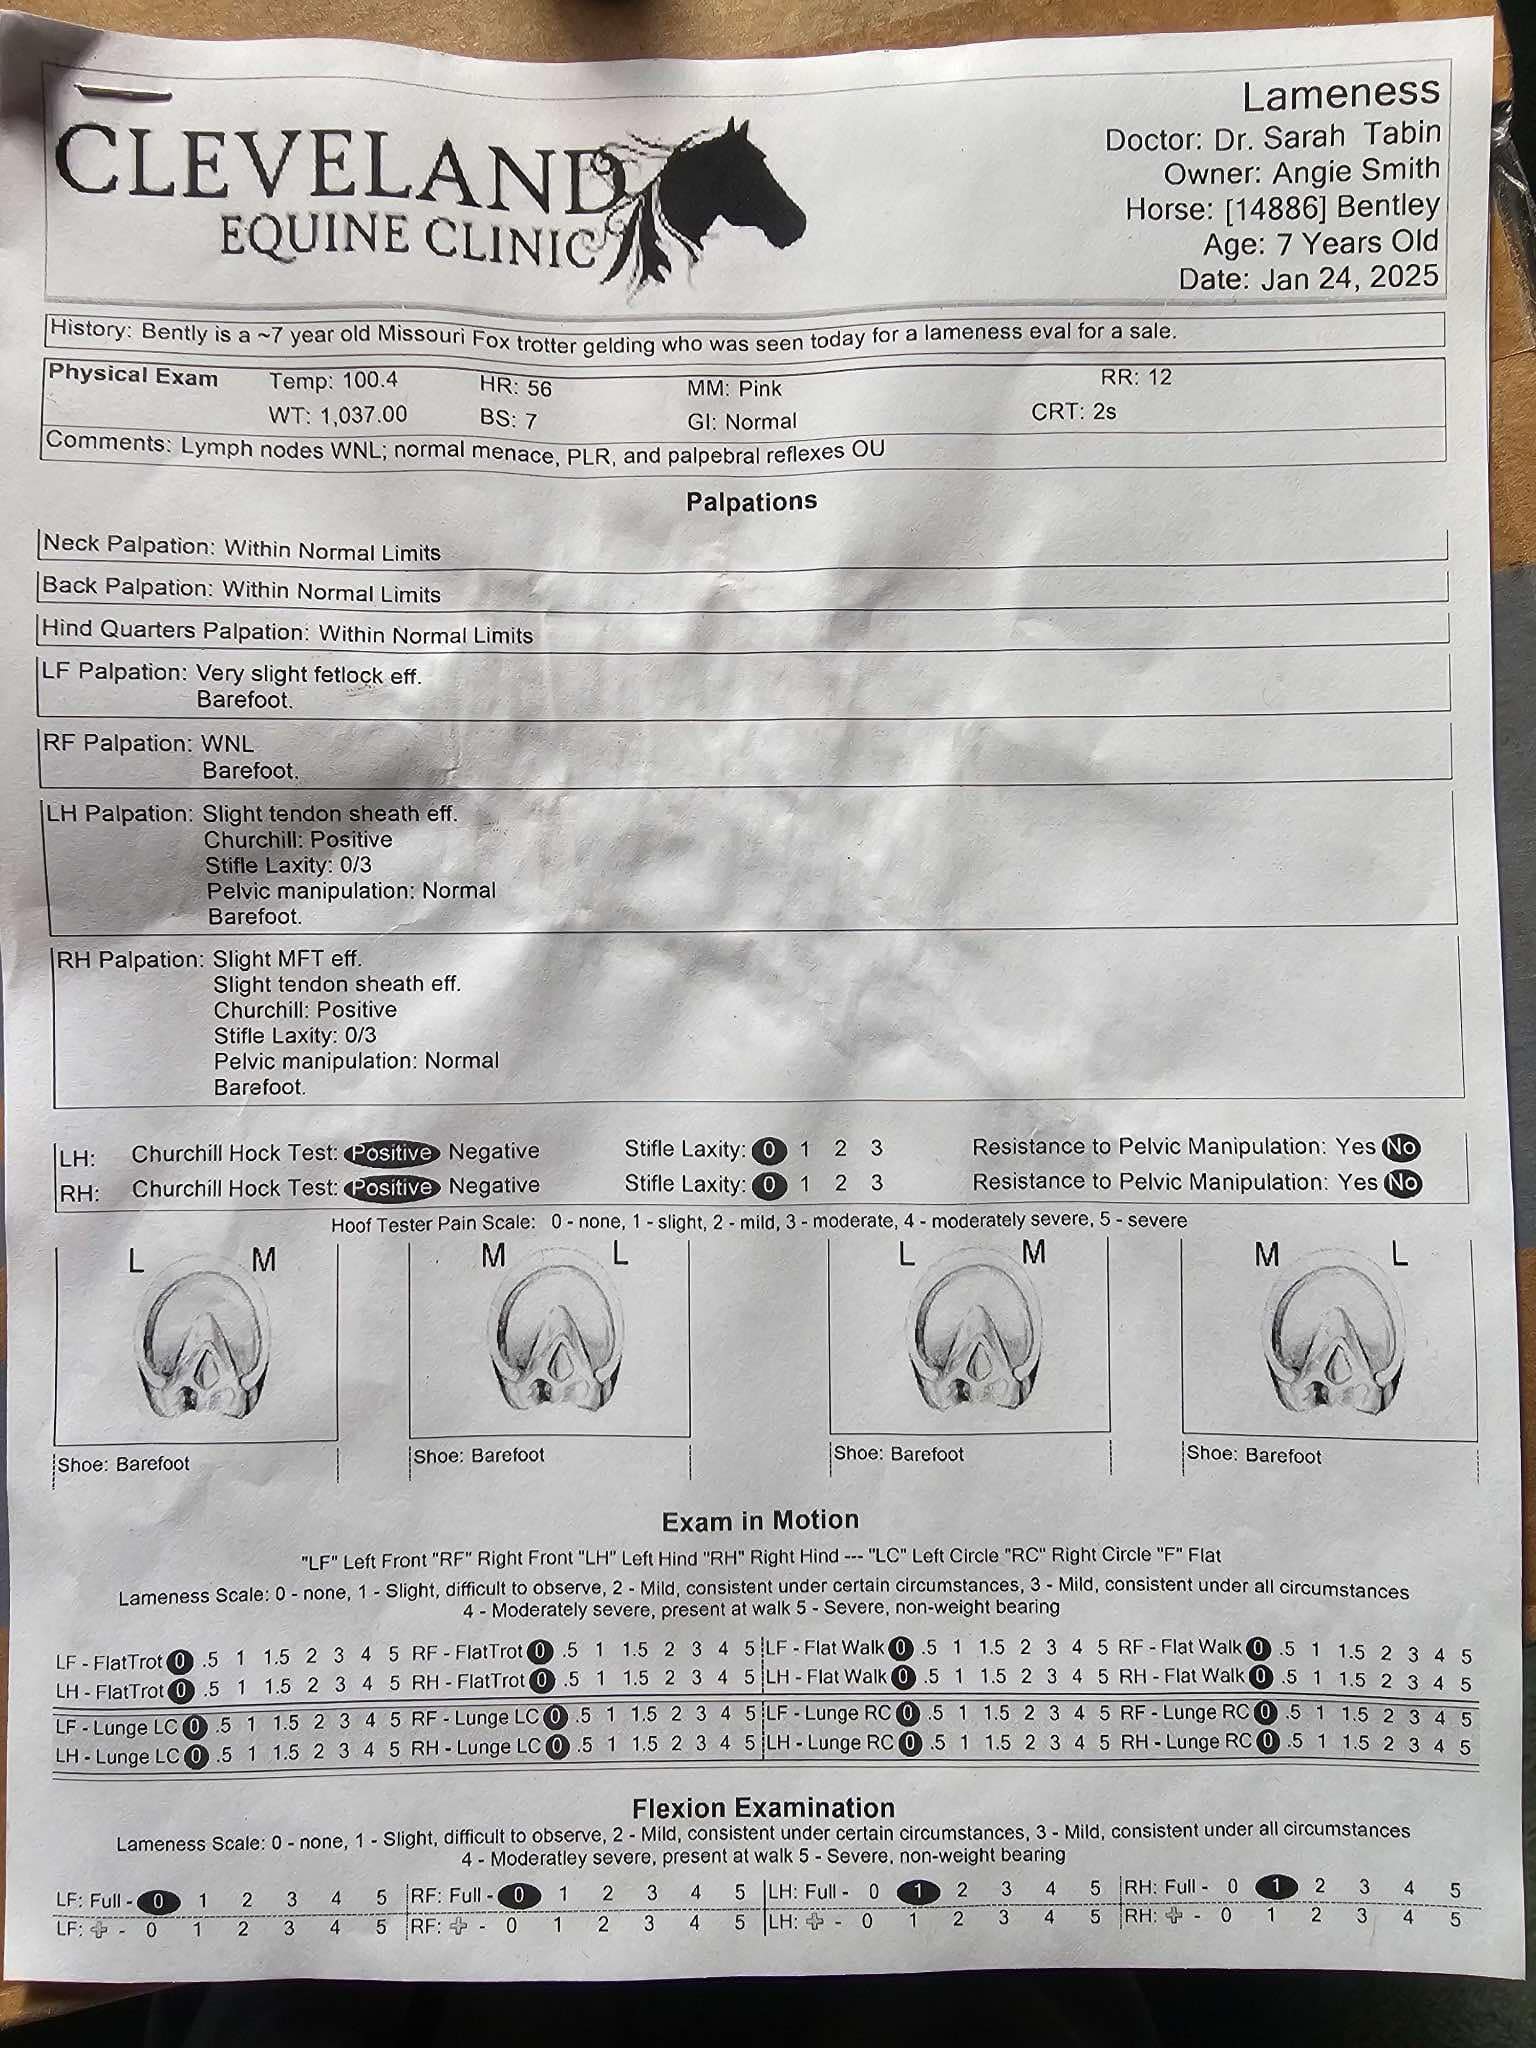 CLEVELAND
EQUINE CLINIC
Lameness
Doctor: Dr. Sarah Tabin
Owner: Angie Smith
Horse: [14886] Bentley
Age: 7 Years Old
Date: Jan 24, 2025
History: Bently is a ~7 year old Missouri Fox trotter gelding who was seen today for a lameness eval for a sale.
Physical Exam Temp: 100.4 HR: 56 MM: Pink RR: 12
WT: 1,037.00 BS: 7 GI: Normal CRT: 2s
Comments: Lymph nodes WNL; normal menace, PLR, and palpebral reflexes OU
Palpations
Neck Palpation: Within Normal Limits
Back Palpation: Within Normal Limits
Hind Quarters Palpation: Within Normal Limits
LF Palpation: Very slight fetlock eff.
Barefoot.
RF Palpation: WNL
Barefoot.
LH Palpation: Slight tendon sheath eff.
Churchill: Positive
Stifle Laxity: 0/3
Pelvic manipulation: Normal
Barefoot.
RH Palpation: Slight MFT eff.
Slight tendon sheath eff.
Churchill: Positive
Stifle Laxity: 0/3
Pelvic manipulation: Normal
Barefoot.
LH: Churchill Hock Test: Positive Negative Stifle Laxity: 0 1 2 3 Resistance to Pelvic Manipulation: Yes No
RH: Churchill Hock Test: Positive Negative Stifle Laxity: 0 1 2 3 Resistance to Pelvic Manipulation: Yes No
Hoof Tester Pain Scale: 0 - none, 1 - slight, 2 - mild, 3 - moderate, 4 - moderately severe, 5 - severe
L M M L L M M L
Shoe: Barefoot Shoe: Barefoot Shoe: Barefoot Shoe: Barefoot
Exam in Motion
"LF" Left Front "RF" Right Front "LH" Left Hind "RH" Right Hind --- "LC" Left Circle "RC" Right Circle "F" Flat
Lameness Scale: 0 - none, 1 - Slight, difficult to observe, 2 - Mild, consistent under certain circumstances, 3 - Mild, consistent under all circumstances
4 - Moderately severe, present at walk 5 - Severe, non-weight bearing
LF - FlatTrot 0 .5 1 1.5 2 3 4 5 RF - FlatTrot 0 .5 1 1.5 2 3 4 5 LF - Flat Walk 0 .5 1 1.5 2 3 4 5 RF - Flat Walk 0 .5 1 1.5 2 3 4 5
LH - FlatTrot 0 .5 1 1.5 2 3 4 5 RH - FlatTrot 0 .5 1 1.5 2 3 4 5 LH - Flat Walk 0 .5 1 1.5 2 3 4 5 RH - Flat Walk 0 .5 1 1.5 2 3 4 5
LF - Lunge LC 0 .5 1 1.5 2 3 4 5 RF - Lunge LC 0 .5 1 1.5 2 3 4 5 LF - Lunge RC 0 .5 1 1.5 2 3 4 5 RF - Lunge RC 0 .5 1 1.5 2 3 4 5
LH - Lunge LC 0 .5 1 1.5 2 3 4 5 RH - Lunge LC 0 .5 1 1.5 2 3 4 5 LH - Lunge RC 0 .5 1 1.5 2 3 4 5 RH - Lunge RC 0 .5 1 1.5 2 3 4 5
Flexion Examination
Lameness Scale: 0 - none, 1 - Slight, difficult to observe, 2 - Mild, consistent under certain circumstances, 3 - Mild, consistent under all circumstances
4 - Moderatley severe, present at walk 5 - Severe, non-weight bearing
LF: Full - 0 1 2 3 4 5 RF: Full - 0 1 2 3 4 5 LH: Full - 0 1 2 3 4 5 RH: Full - 0 1 2 3 4 5
LF: + - 0 1 2 3 4 5 RF: + - 0 1 2 3 4 5 LH: + - 0 1 2 3 4 5 RH: + - 0 1 2 3 4 5